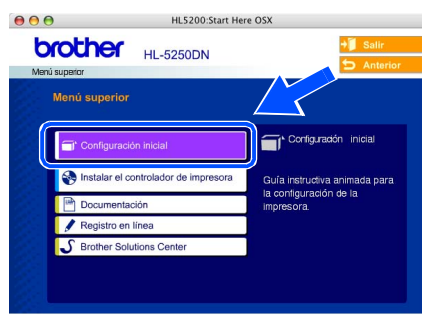 HL5200:Start Here OSX
brother
HL-5250DN
Salir
Anterior
Menú superior
Menú superior
Configuración inicial
Instalar el controlador de impresora
Documentación
Registro en línea
Brother Solutions Center
Configuración inicial
Guía instructiva animada para
la configuración de la
impresora.